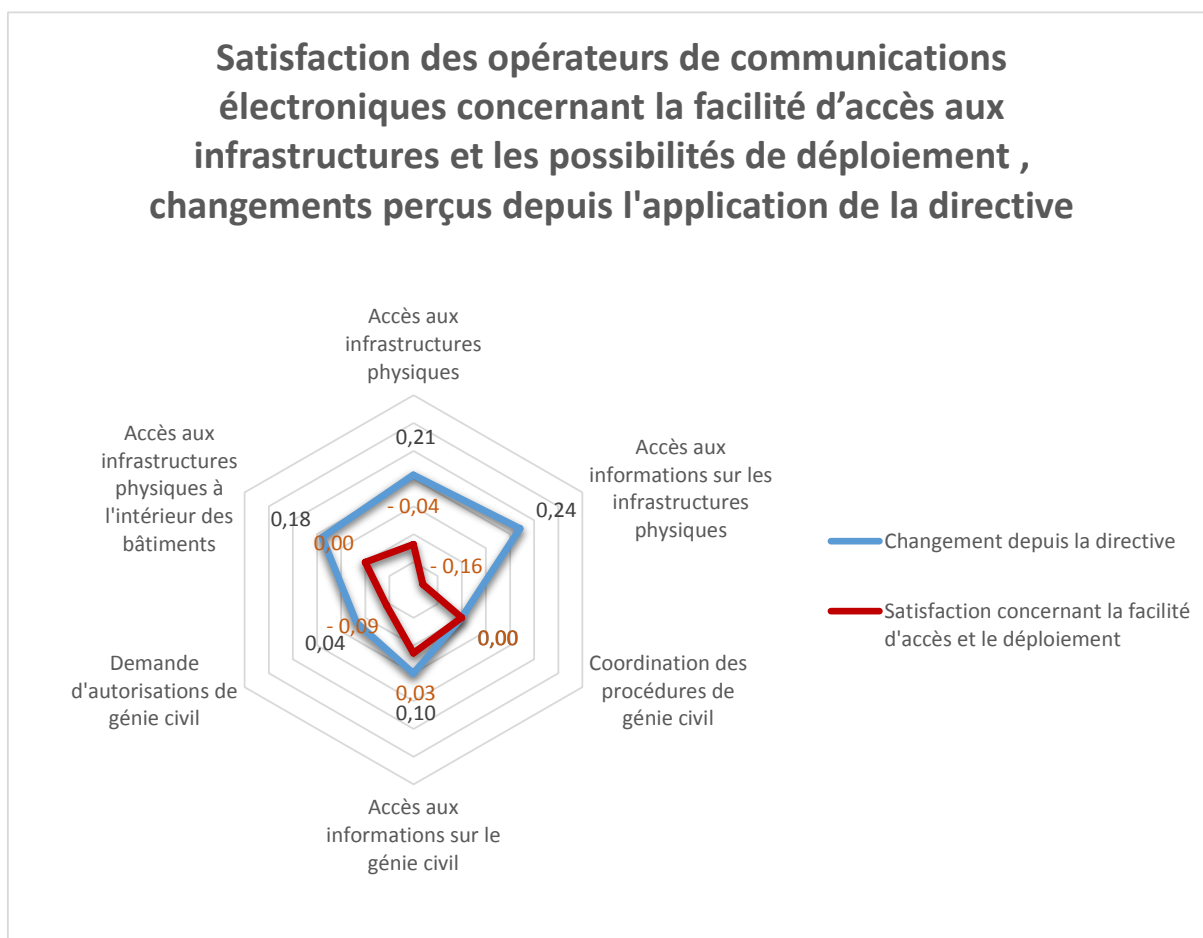 Satisfaction des opérateurs de communications
électroniques concernant la facilité d’accès aux
infrastructures et les possibilités de déploiement ,
changements perçus depuis l'application de la directive
Accès aux
infrastructures
physiques
Accès aux
informations sur les
infrastructures
physiques
Coordination des
procédures de
génie civil
Accès aux
informations sur le
génie civil
Demande
d'autorisations de
génie civil
Accès aux
infrastructures
physiques à
l'intérieur des
bâtiments
0,21
0,24
0,00
0,10
0,04
0,18
- 0,04
- 0,16
0,00
0,03
- 0,09
0,00
Changement depuis la directive
Satisfaction concernant la facilité
d'accès et le déploiement